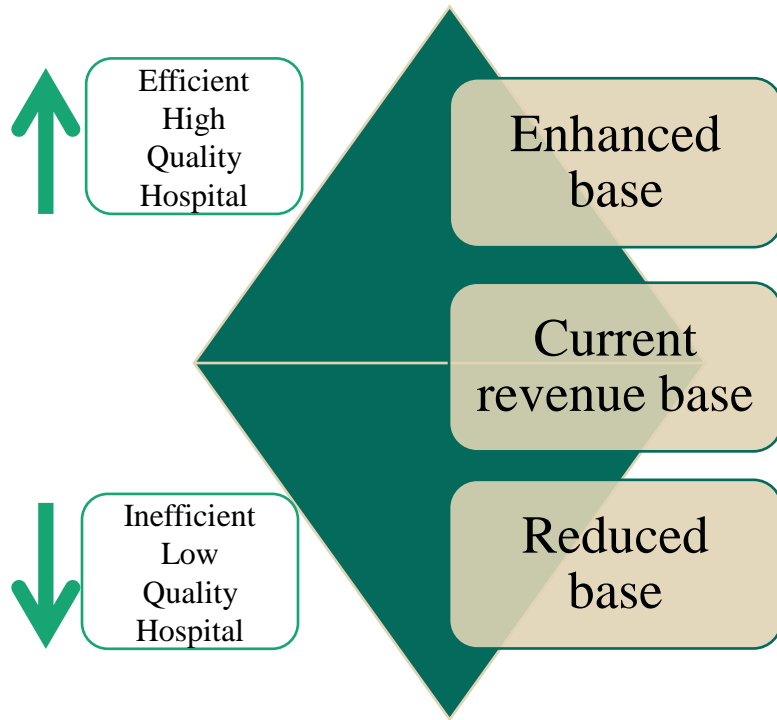 Efficient
High
Quality
Hospital
Enhanced
base
Current
revenue base
Inefficient
Low
Quality
Hospital
Reduced
base